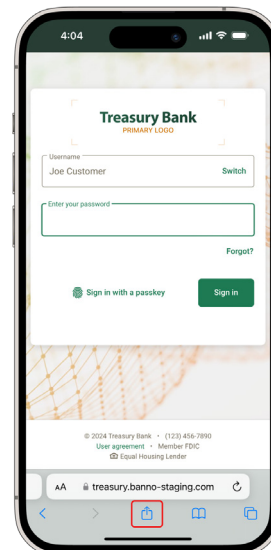 4:04
Treasury Bank
PRIMARY LOGO
Username
Joe Customer
Switch
Enter your password
Forgot?
Sign in with a passkey
Sign in
© 2024 Treasury Bank • (123) 456-7890
User agreement • Member FDIC
Equal Housing Lender
AA treasury.banno-staging.com